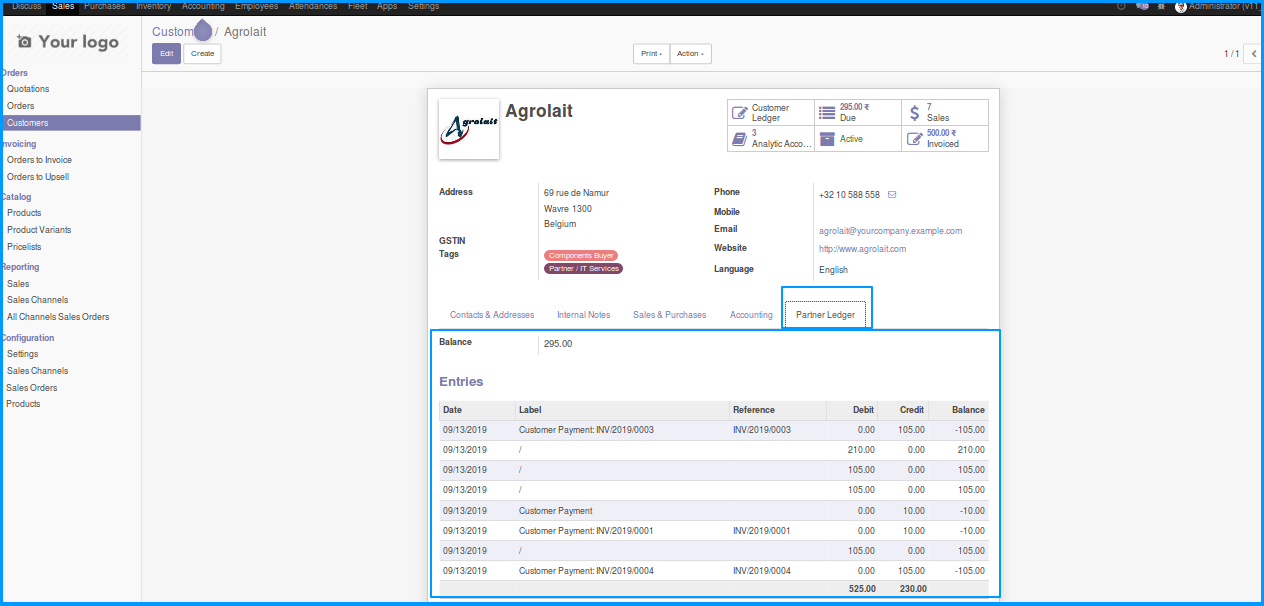 Discuss Sales Purchases Inventory Accounting Employees Attendances Fleet Apps Settings Administrator (v11
Your logo
Custom / Agrolait
Edit Create Print Action 1 / 1
Orders
Quotations
Orders
Customers
Invoicing
Orders to Invoice
Orders to Upsell
Catalog
Products
Product Variants
Pricelists
Reporting
Sales
Sales Channels
All Channels Sales Orders
Configuration
Settings
Sales Channels
Sales Orders
Products
Agrolait
Agrolait
Customer Ledger
295.00 ₹ Due
7 Sales
3 Analytic Acco...
Active
500.00 ₹ Invoiced
Address 69 rue de Namur
Wavre 1300
Belgium
GSTIN
Tags Components Buyer
Partner / IT Services
Phone +32 10 588 558
Mobile
Email agrolait@yourcompany.example.com
Website http://www.agrolait.com
Language English
Contacts & Addresses Internal Notes Sales & Purchases Accounting Partner Ledger
Balance 295.00
Entries
Date Label Reference Debit Credit Balance
09/13/2019 Customer Payment: INV/2019/0003 INV/2019/0003 0.00 105.00 -105.00
09/13/2019 / 210.00 0.00 210.00
09/13/2019 / 105.00 0.00 105.00
09/13/2019 / 105.00 0.00 105.00
09/13/2019 Customer Payment 0.00 10.00 -10.00
09/13/2019 Customer Payment: INV/2019/0001 INV/2019/0001 0.00 10.00 -10.00
09/13/2019 / 105.00 0.00 105.00
09/13/2019 Customer Payment: INV/2019/0004 INV/2019/0004 0.00 105.00 -105.00
525.00 230.00